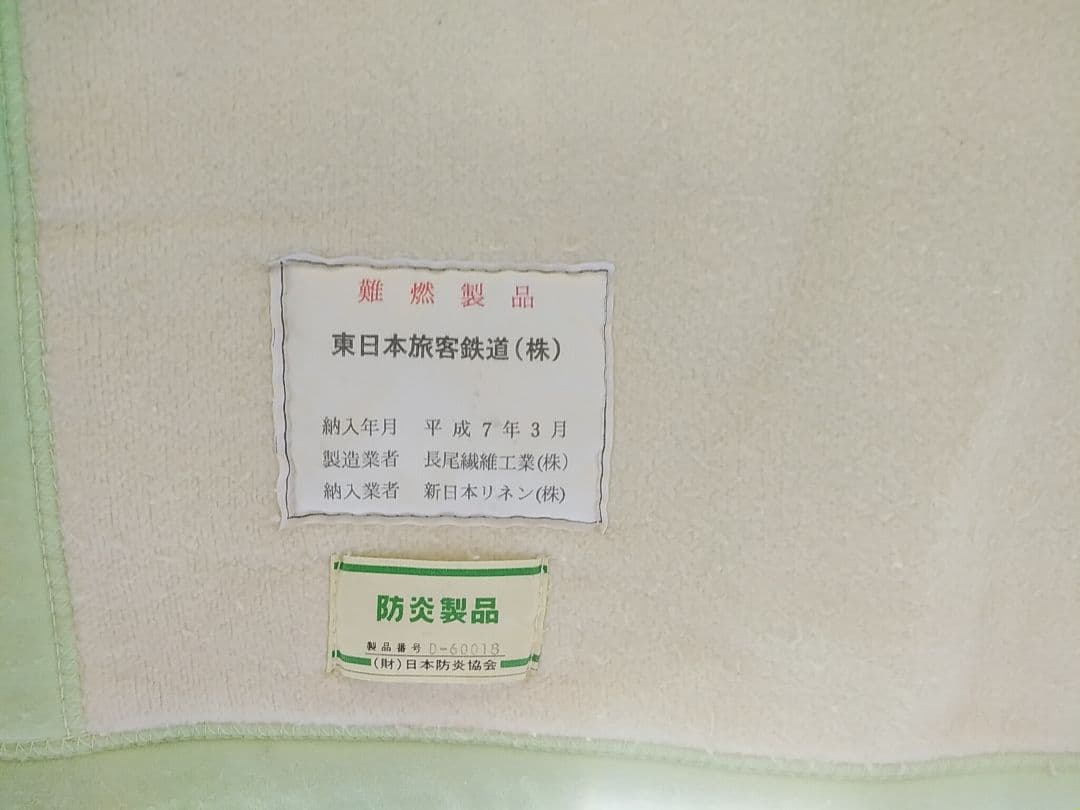 難燃製品
東日本旅客鉄道(株)
納入年月 平成7年3月
製造業者 長尾繊維工業(株)
納入業者 新日本リネン(株)
防炎製品
製品番号 D-60018
(財)日本防炎協会